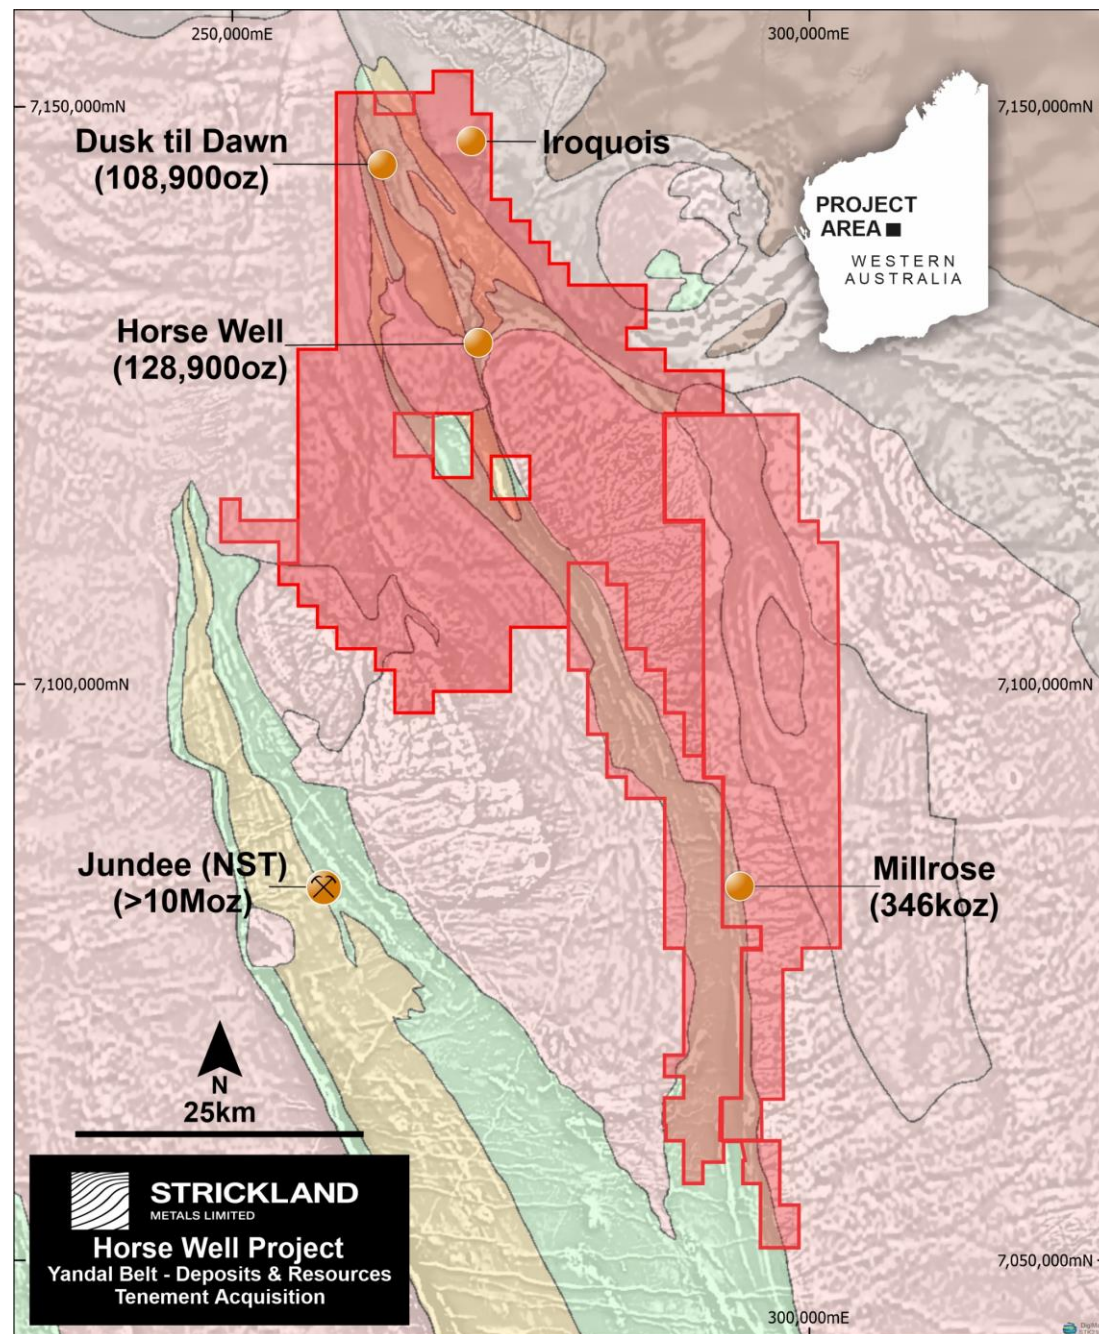 250,000mE
300,000mE
7,150,000mN
7,150,000mN
Dusk til Dawn
(108,900oz)
Iroquois
PROJECT
AREA
WESTERN
AUSTRALIA
Horse Well
(128,900oz)
7,100,000mN
7,100,000mN
Jundee (NST)
(>10Moz)
Millrose
(346koz)
N
25km
STRICKLAND
METALS LIMITED
Horse Well Project
Yandal Belt - Deposits & Resources
Tenement Acquisition
7,050,000mN
300,000mE